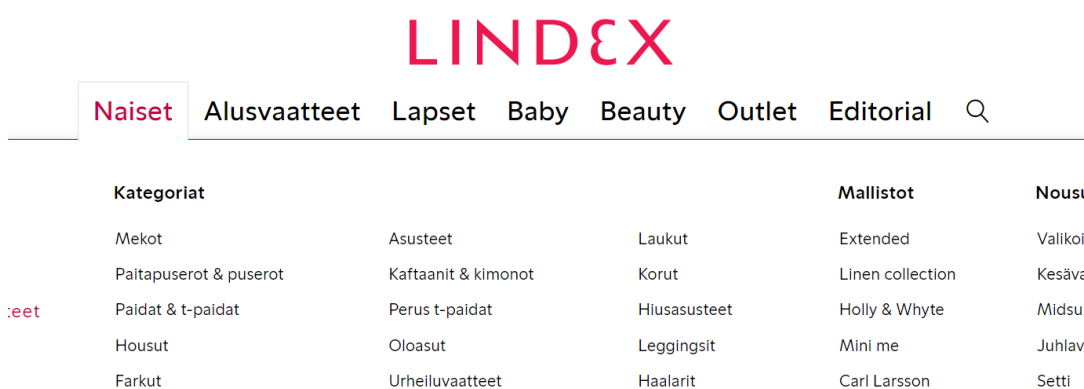 LINDEX
Naiset Alusvaatteet Lapset Baby Beauty Outlet Editorial
Kategoriat Mallistot
Mekot Asusteet Laukut Extended
Paitapuserot & puserot Kaftaanit & kimonot Korut Linen collection
Paidat & t-paidat Perus t-paidat Hiusasusteet Holly & Whyte
Housut Oloasut Leggingsit Mini me
Farkut Urheiluvaatteet Haalarit Carl Larsson Setti